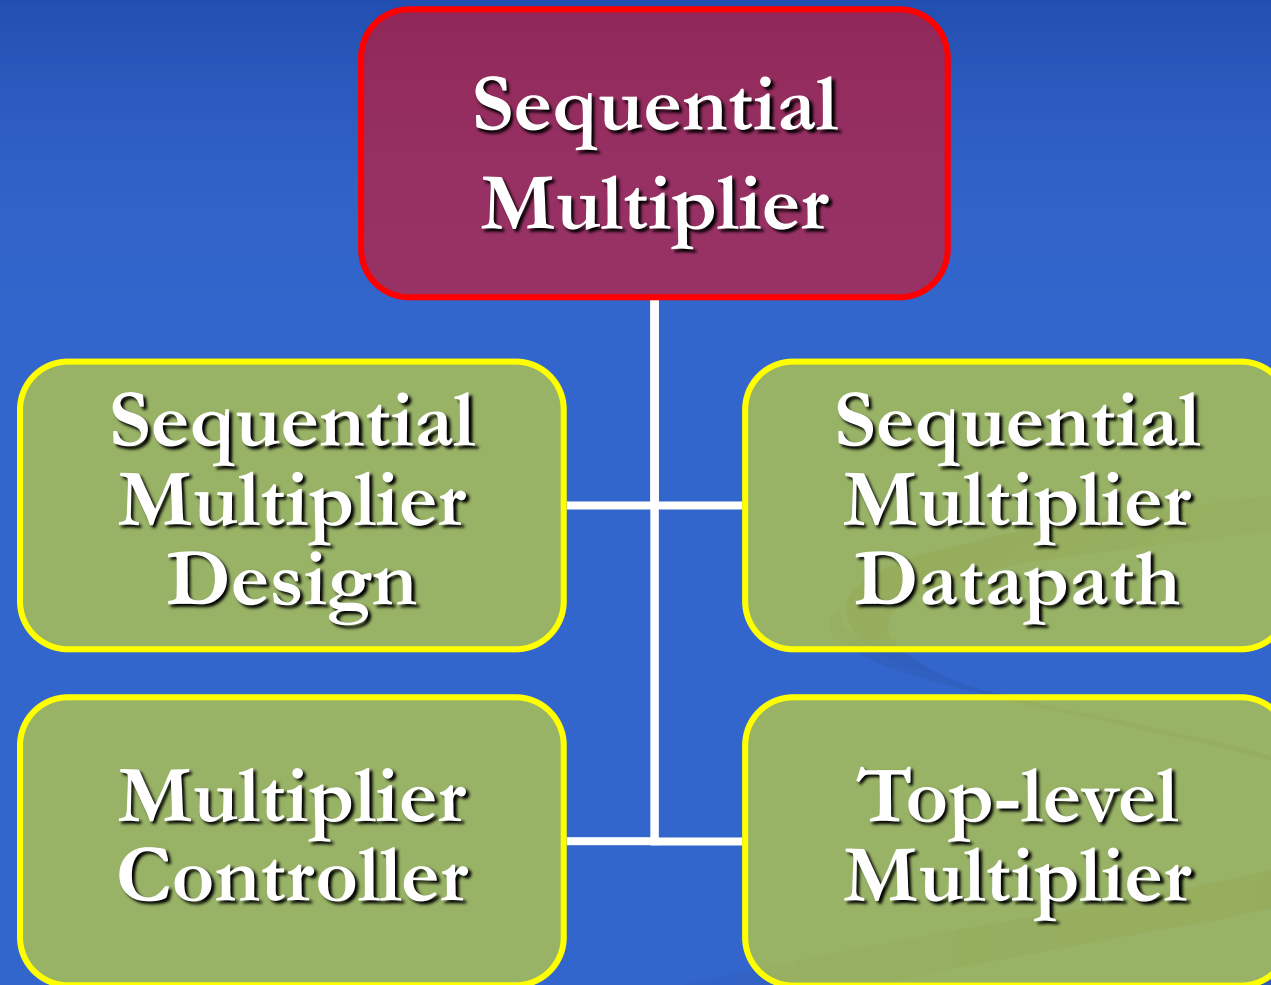 Sequential
Multiplier
Sequential
Multiplier
Design
Sequential
Multiplier
Datapath
Multiplier
Controller
Top-level
Multiplier